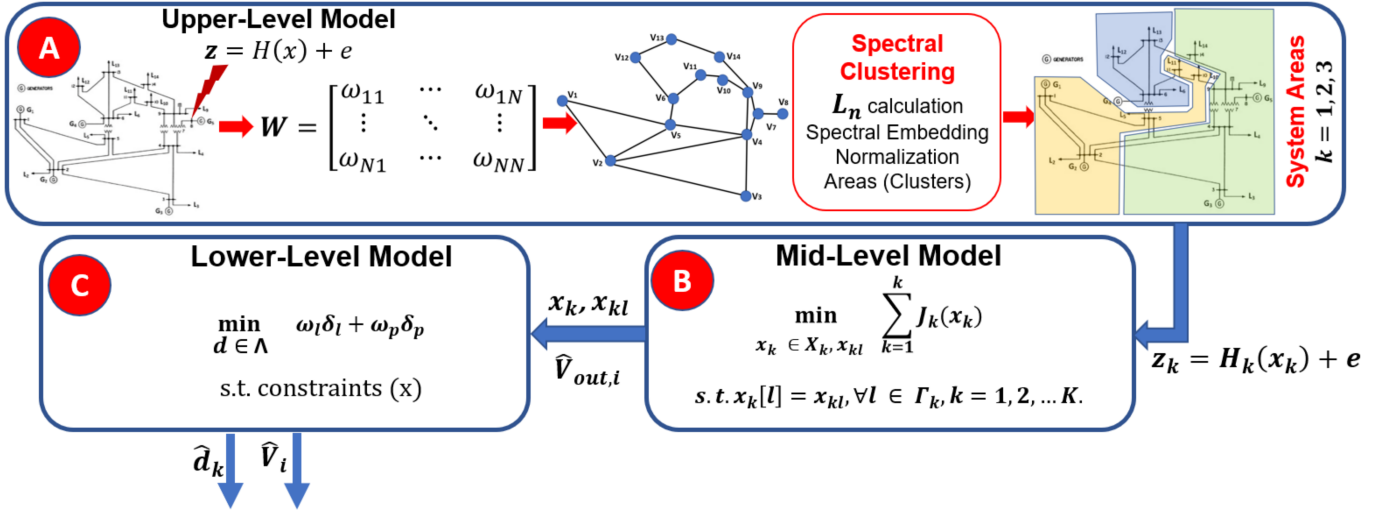 A
Upper-Level Model
z = H(x) + e
G GENERATORS
W =
ω11 ⋯ ω1N
⋮ ⋱ ⋮
ωN1 ⋯ ωNN
V13
V12
V14
V11
V10
V9
V1
V6
V8
V7
V5
V4
V2
V3
Spectral
Clustering
Ln calculation
Spectral Embedding
Normalization
Areas (Clusters)
G GENERATORS
System Areas
k = 1, 2, 3
C
Lower-Level Model
min ωlδl + ωpδp
d ∈ Λ
s.t. constraints (x)
xk, xkl
V̂out,i
B
Mid-Level Model
k
min ∑ Jk(xk)
xk ∈ Xk, xkl k=1
s.t. xk[l] = xkl, ∀l ∈ Γk, k = 1, 2, … K.
zk = Hk(xk) + e
d̂k V̂i